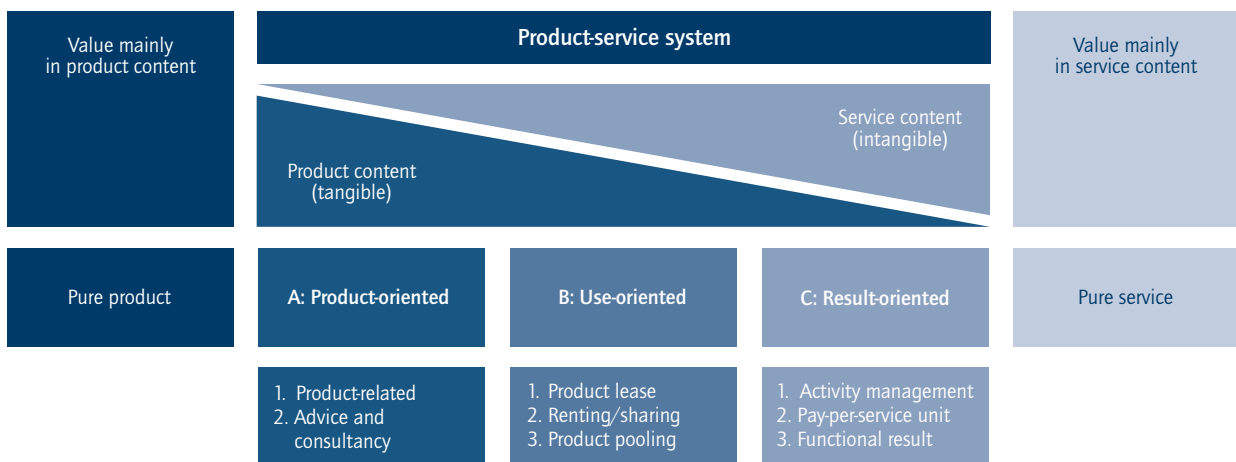 Value mainly
in product content
Product-service system
Value mainly
in service content
Service content
(intangible)
Product content
(tangible)
Pure product
A: Product-oriented
B: Use-oriented
C: Result-oriented
Pure service
1. Product-related
2. Advice and
consultancy
1. Product lease
2. Renting/sharing
3. Product pooling
1. Activity management
2. Pay-per-service unit
3. Functional result